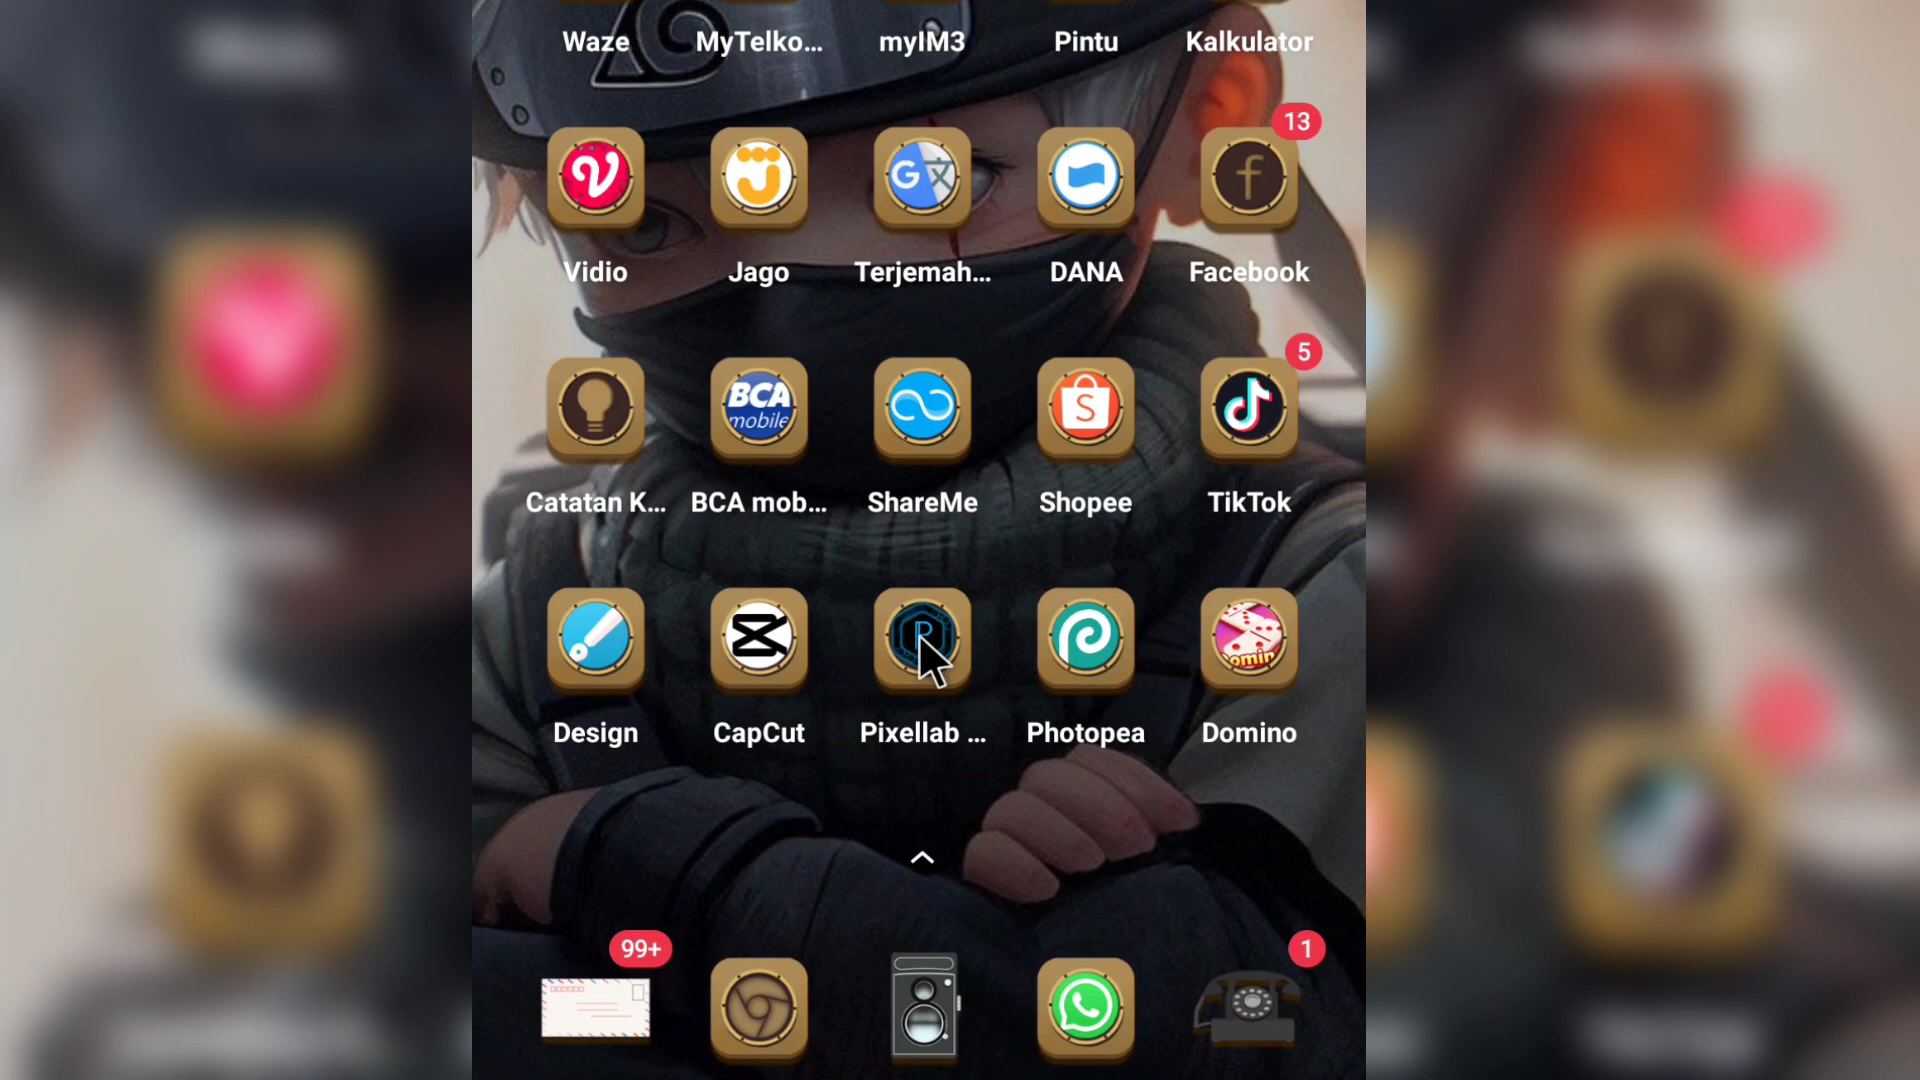 Waze MyTelko... myIM3 Pintu Kalkulator
13
Vidio Jago Terjemah... DANA Facebook
5
BCA
mobile
Catatan K... BCA mob... ShareMe Shopee TikTok
Domin
Design CapCut Pixellab ... Photopea Domino
99+ 1